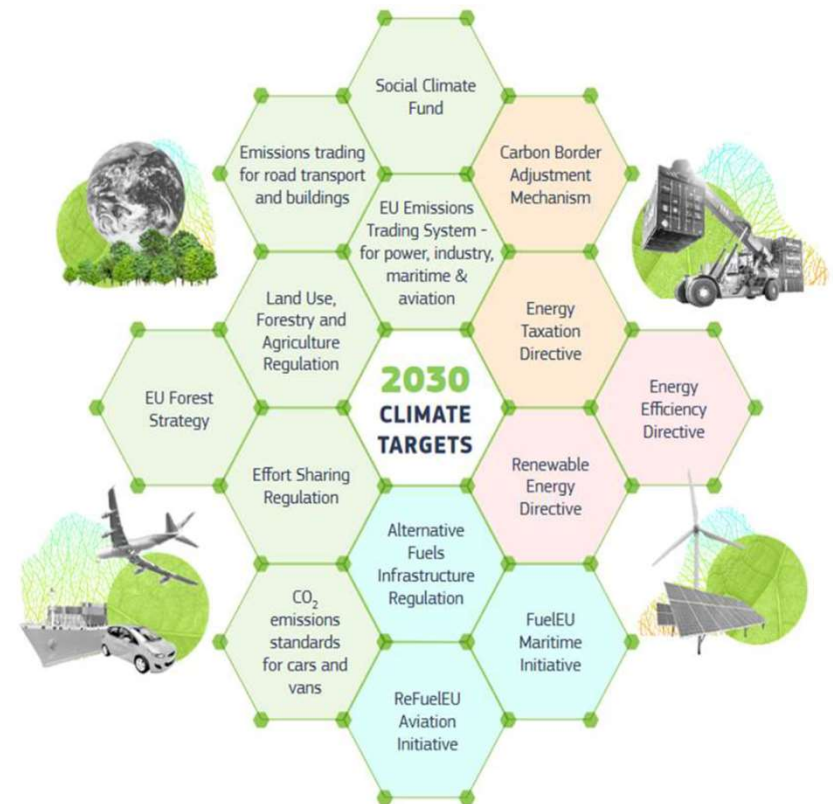 Social Climate
Fund
Emissions trading
for road transport
and buildings
Carbon Border
Adjustment
Mechanism
EU Emissions
Trading System -
for power, industry,
maritime &
aviation
Land Use,
Forestry and
Agriculture
Regulation
Energy
Taxation
Directive
EU Forest
Strategy
2030
CLIMATE
TARGETS
Energy
Efficiency
Directive
Effort Sharing
Regulation
Renewable
Energy
Directive
Alternative
Fuels
Infrastructure
Regulation
CO₂
emissions
standards
for cars and
vans
FuelEU
Maritime
Initiative
ReFuelEU
Aviation
Initiative